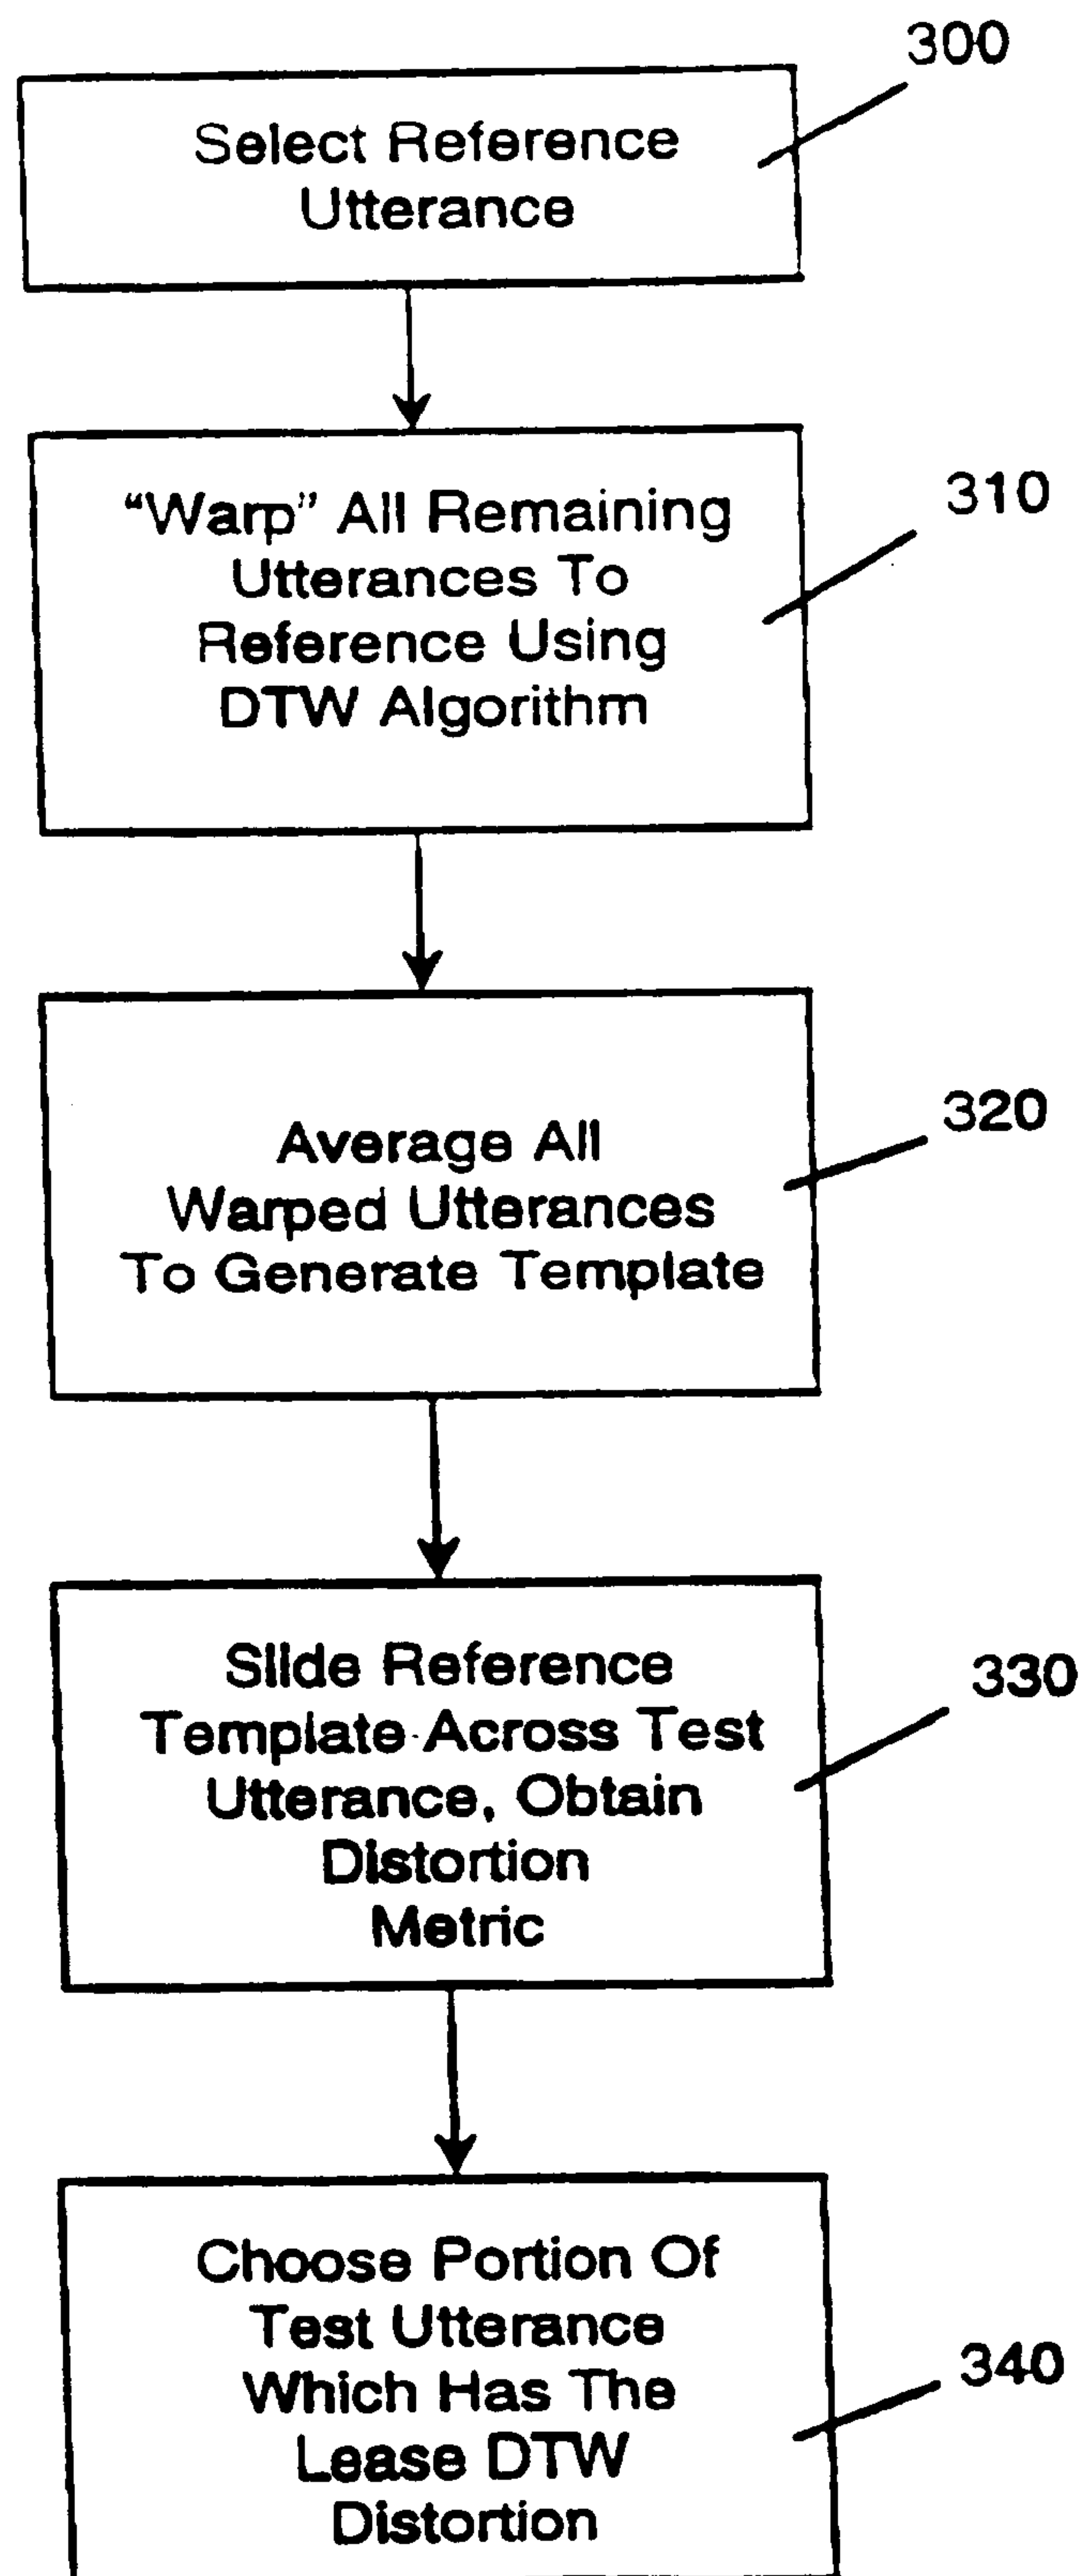 300
Select Reference
Utterance
310
"Warp" All Remaining
Utterances To
Reference Using
DTW Algorithm
320
Average All
Warped Utterances
To Generate Template
330
Slide Reference
Template Across Test
Utterance, Obtain
Distortion
Metric
340
Choose Portion Of
Test Utterance
Which Has The
Lease DTW
Distortion